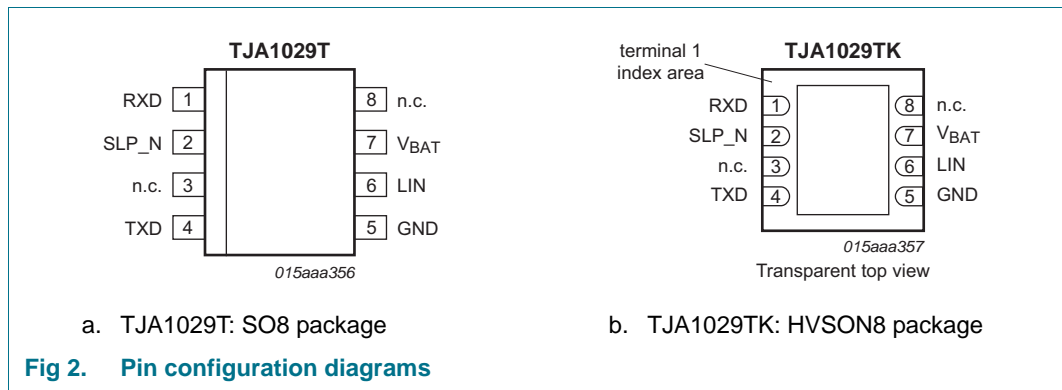 TJA1029T
RXD 1
SLP_N 2
n.c. 3
TXD 4
8 n.c.
7 VBAT
6 LIN
5 GND
015aaa356
a. TJA1029T: SO8 package
terminal 1
index area
TJA1029TK
RXD 1
SLP_N 2
n.c. 3
TXD 4
8 n.c.
7 VBAT
6 LIN
5 GND
015aaa357
Transparent top view
b. TJA1029TK: HVSON8 package
Fig 2. Pin configuration diagrams